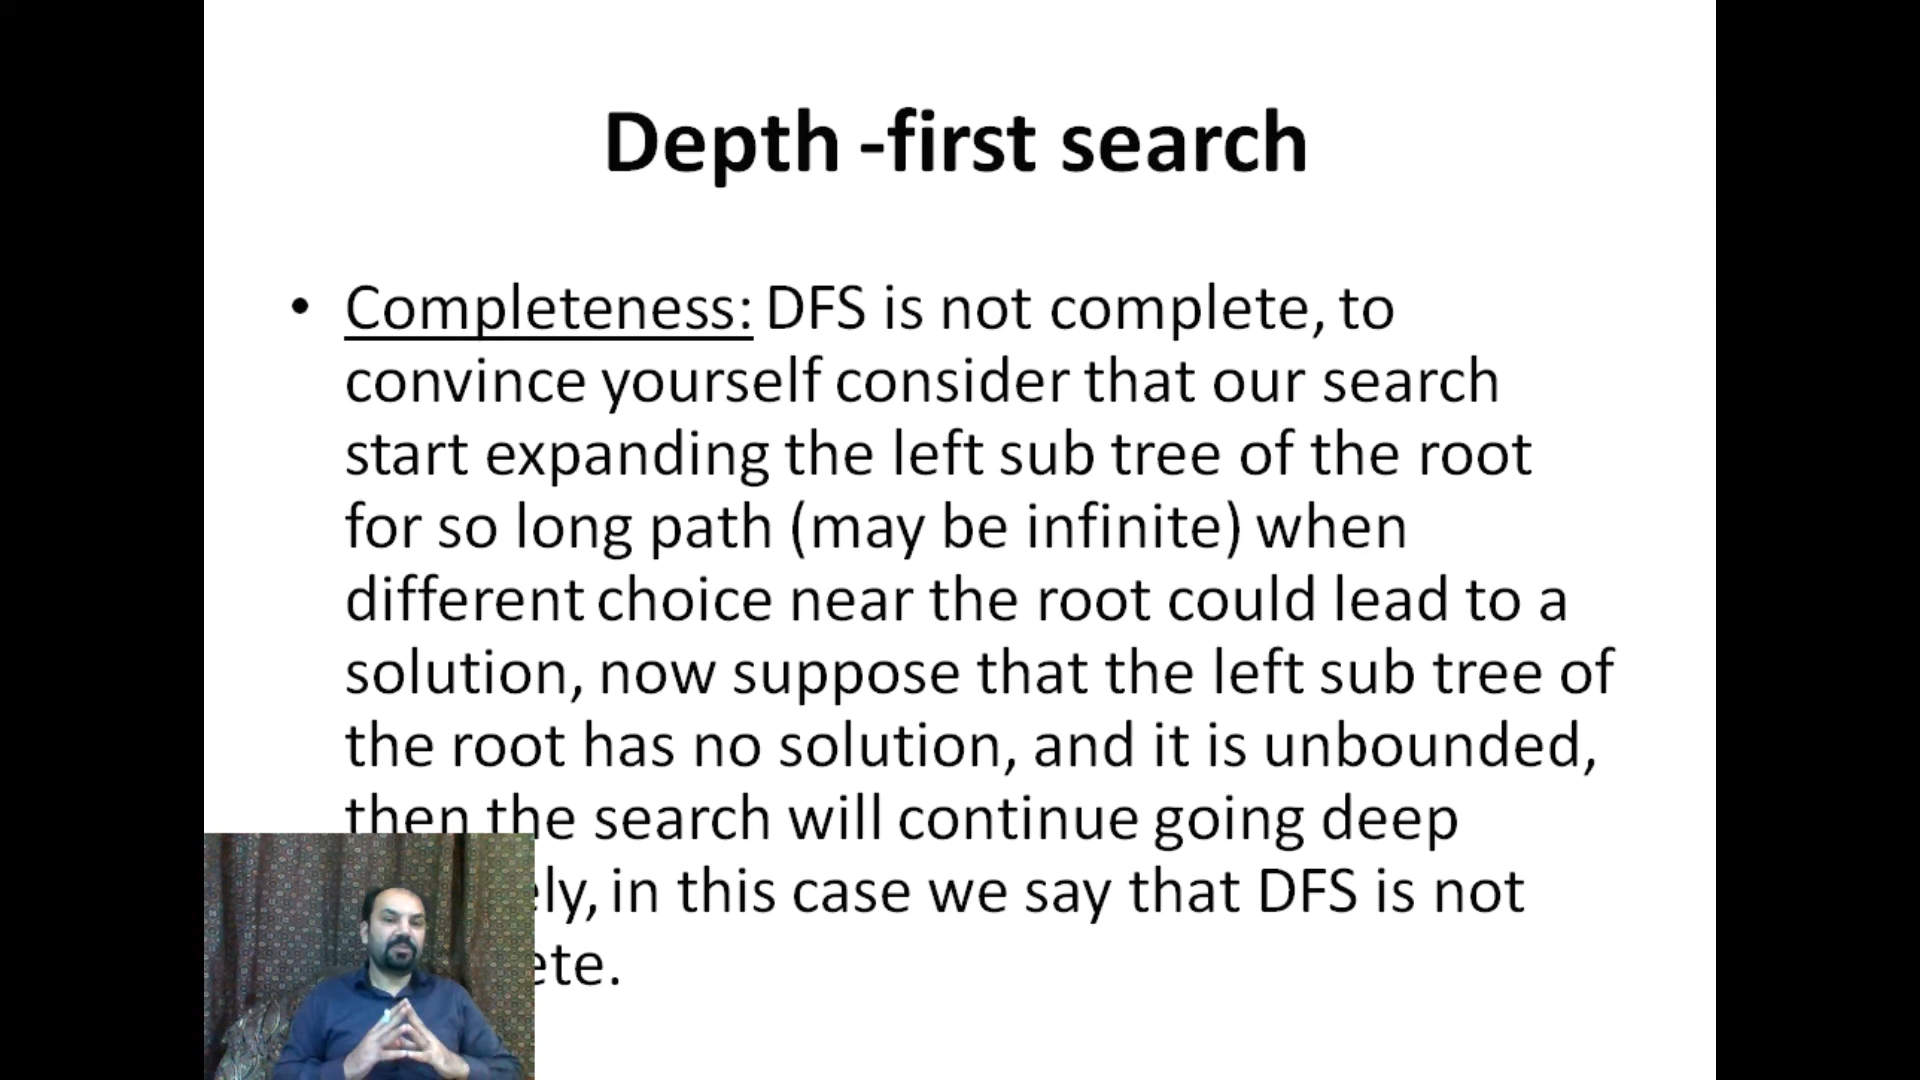 Depth -first search
• Completeness: DFS is not complete, to
convince yourself consider that our search
start expanding the left sub tree of the root
for so long path (may be infinite) when
different choice near the root could lead to a
solution, now suppose that the left sub tree of
the root has no solution, and it is unbounded,
then the search will continue going deep
in this case we say that DFS is not